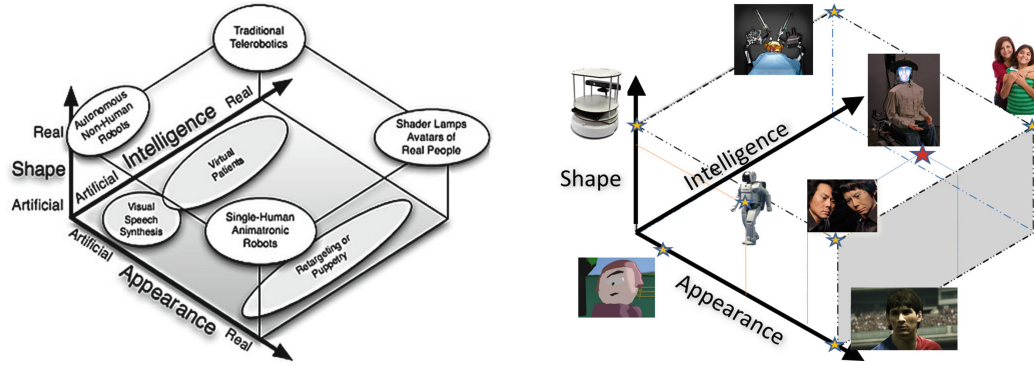 Traditional
Telerobotics
Autonomous
Non-Human
Robots
Real
Intelligence
Real
Shape
Artificial
Artificial
Virtual
Patients
Shader Lamps
Avatars of
Real People
Visual
Speech
Synthesis
Single-Human
Animatronic
Robots
Retargeting or
Puppetry
Artificial
Appearance
Real
Shape
Intelligence
Appearance